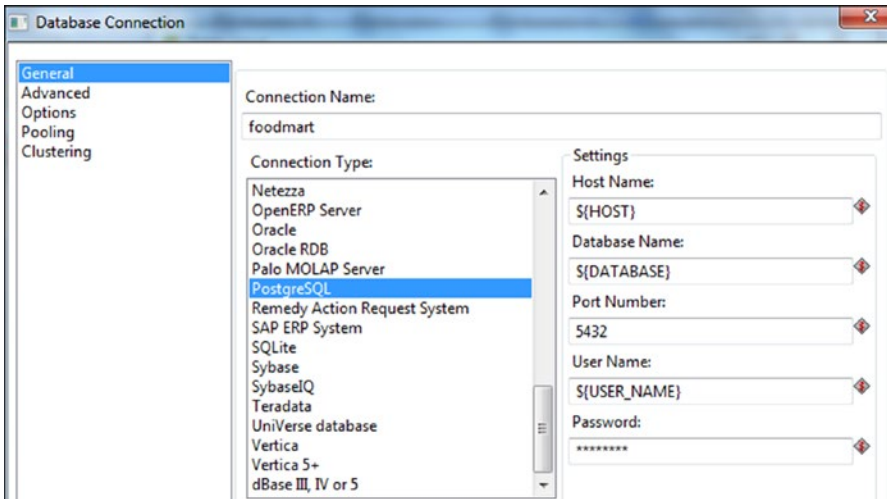 Database Connection
General
Advanced
Options
Pooling
Clustering
Connection Name:
foodmart
Connection Type:
Netezza
OpenERP Server
Oracle
Oracle RDB
Palo MOLAP Server
PostgreSQL
Remedy Action Request System
SAP ERP System
SQLite
Sybase
SybaseIQ
Teradata
UniVerse database
Vertica
Vertica 5+
dBase III, IV or 5
Settings
Host Name:
${HOST}
Database Name:
${DATABASE}
Port Number:
5432
User Name:
${USER_NAME}
Password:
********